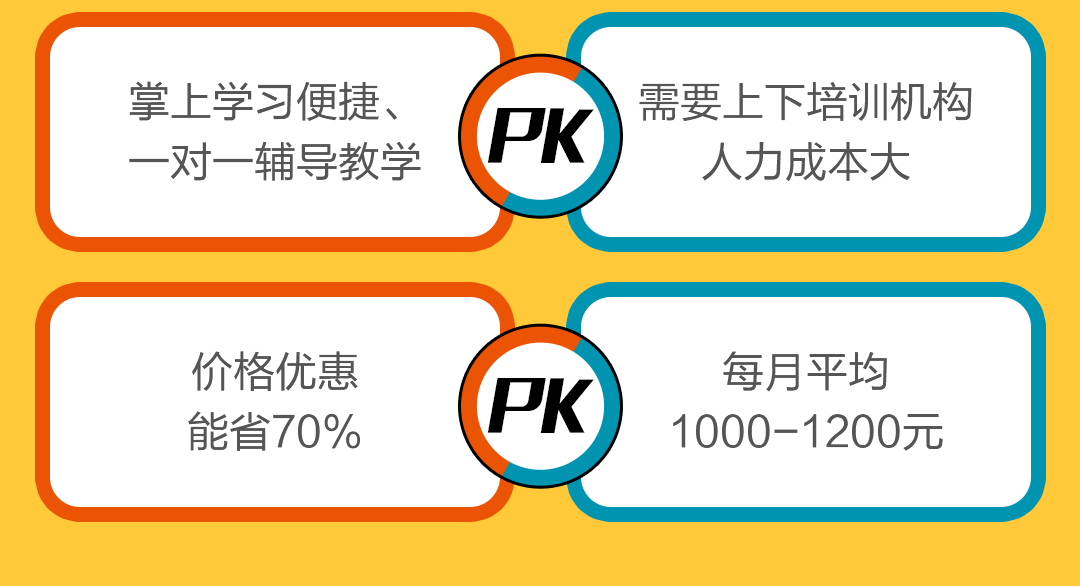 掌上学习便捷、
一对一辅导教学
PK
需要上下培训机构
人力成本大
价格优惠
能省70%
PK
每月平均
1000-1200元